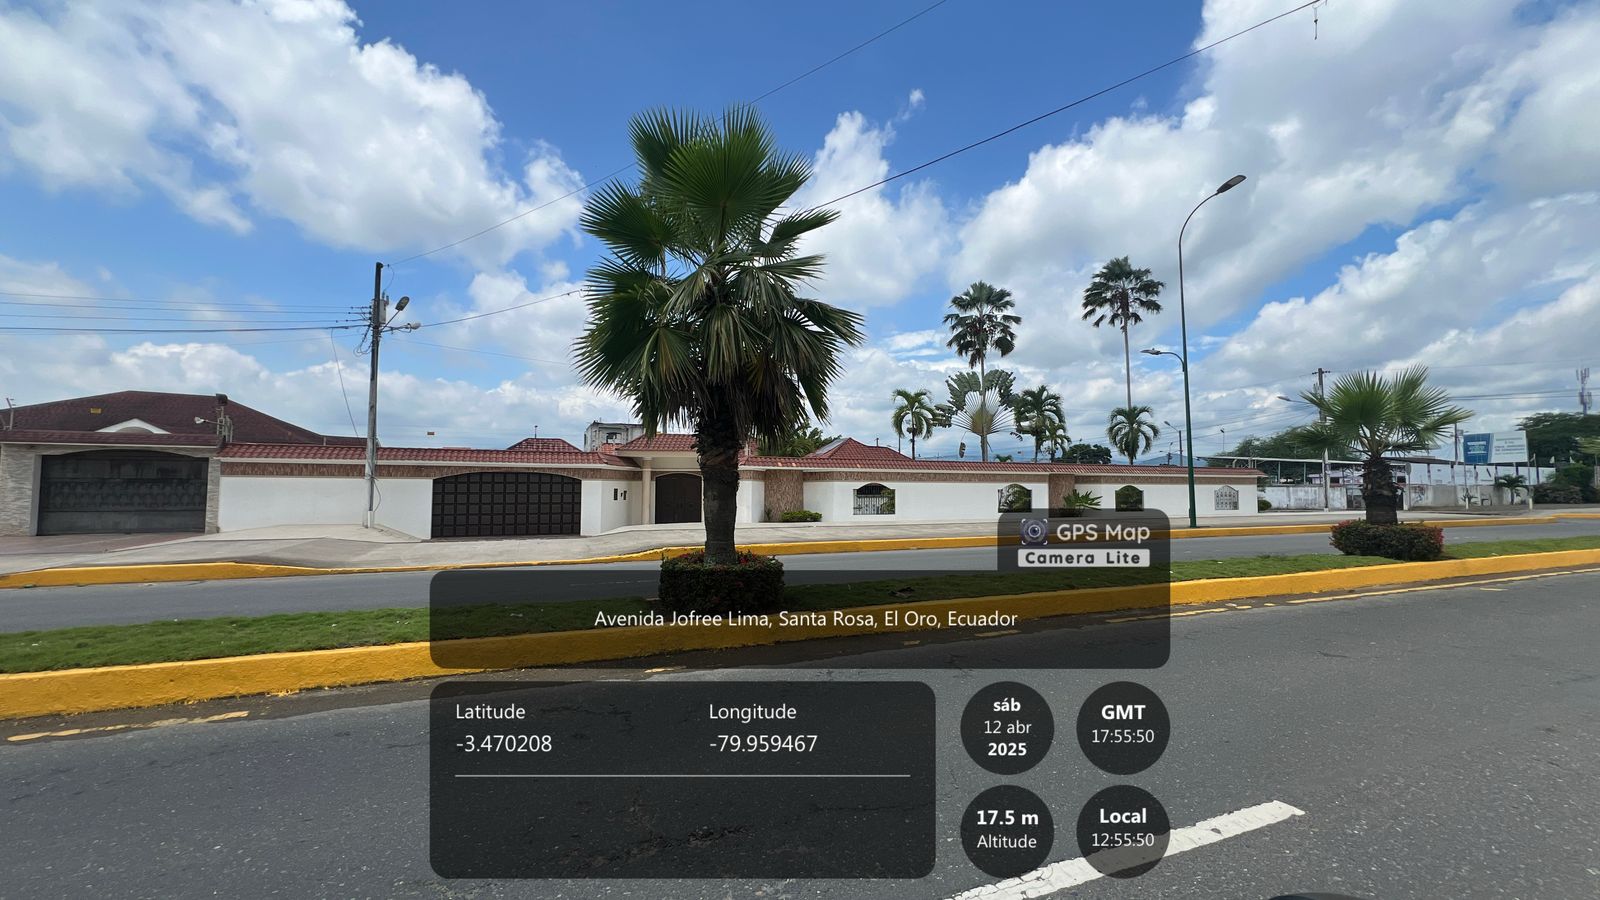 GPS Map
Camera Lite
Avenida Jofree Lima, Santa Rosa, El Oro, Ecuador
Latitude
-3.470208
Longitude
-79.959467
sáb
12 abr
2025
GMT
17:55:50
17.5 m
Altitude
Local
12:55:50